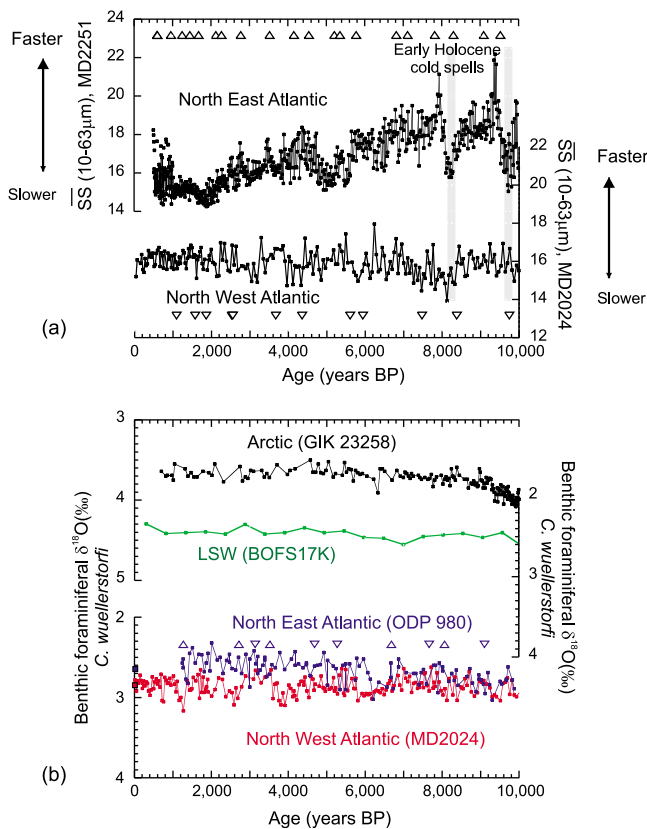 Faster
Slower
SS (10-63μm), MD2251
24
22
20
18
16
14
Early Holocene
cold spells
North East Atlantic
22
20
18
16
14
12
SS (10-63μm), MD2024
Faster
Slower
North West Atlantic
(a)
0
2,000
4,000
6,000
8,000
10,000
Age (years BP)
3
4
5
Arctic (GIK 23258)
2
3
4
LSW (BOFS17K)
Benthic foraminiferal δ18O(‰)
C. wuellerstorfi
Benthic foraminiferal δ18O(‰)
C. wuellerstorfi
2
3
4
North East Atlantic (ODP 980)
North West Atlantic (MD2024)
(b)
0
2,000
4,000
6,000
8,000
10,000
Age (years BP)